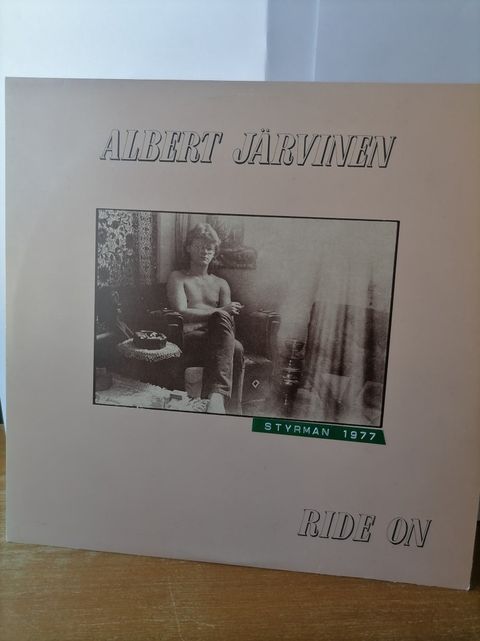 ALBERT JÄRVINEN
STYRMAN 1977
RIDE ON